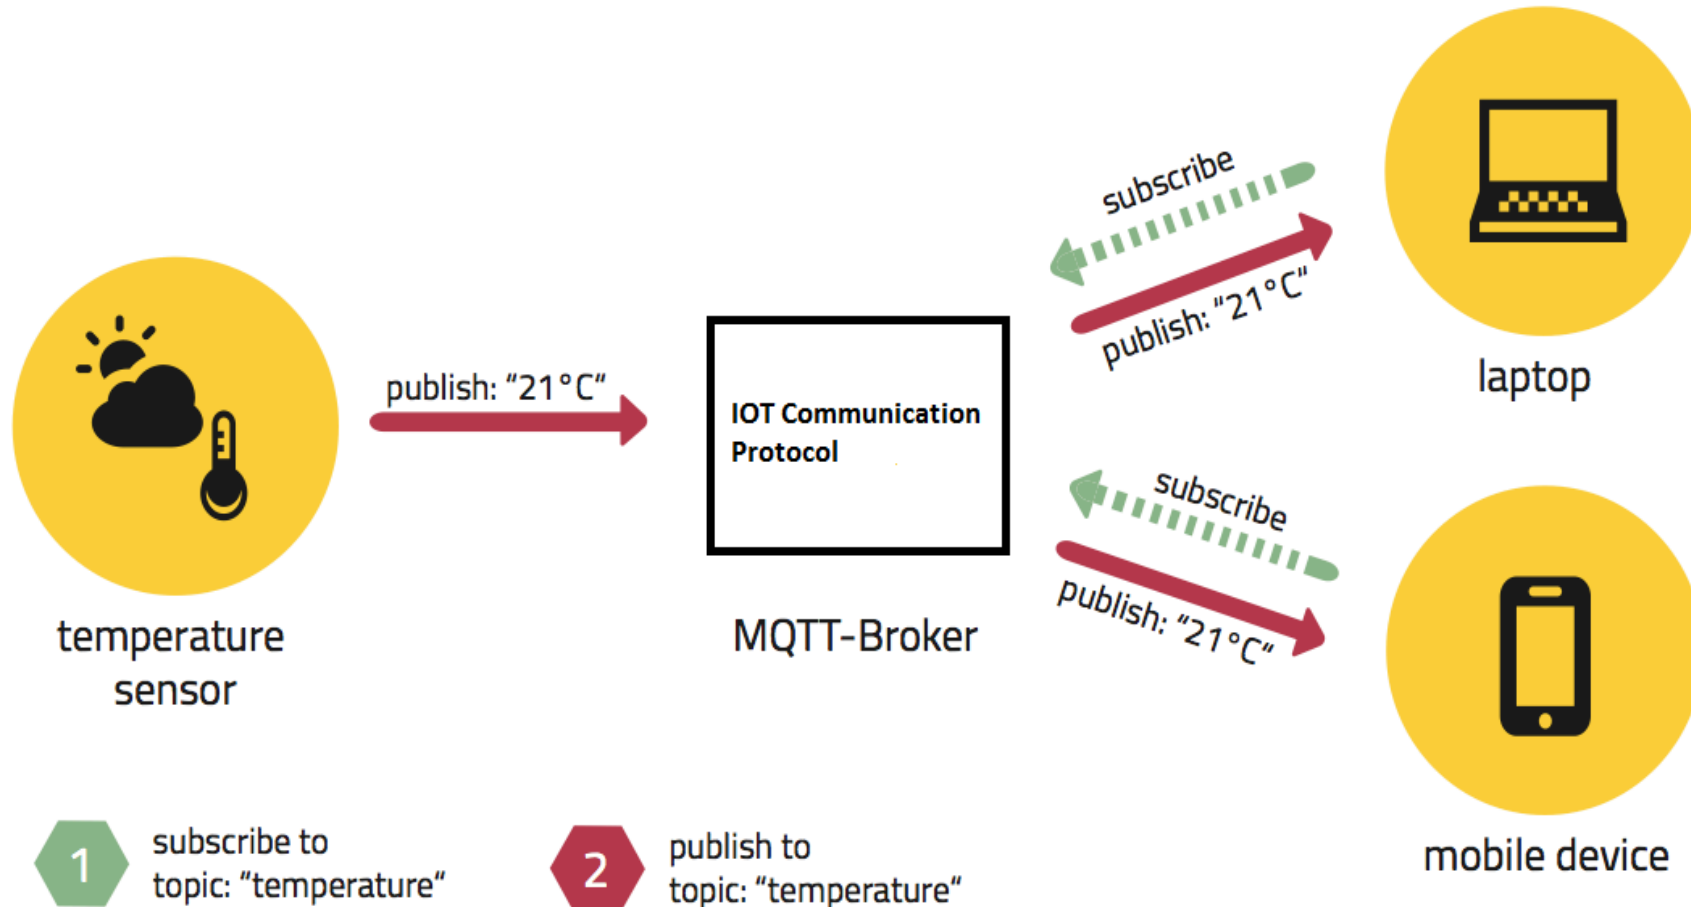 subscribe
publish: “21°C“
laptop
publish: “21°C“
IOT Communication
Protocol
MQTT-Broker
temperature
sensor
subscribe
publish: “21°C“
mobile device
1
subscribe to
topic: “temperature“
2
publish to
topic: “temperature“